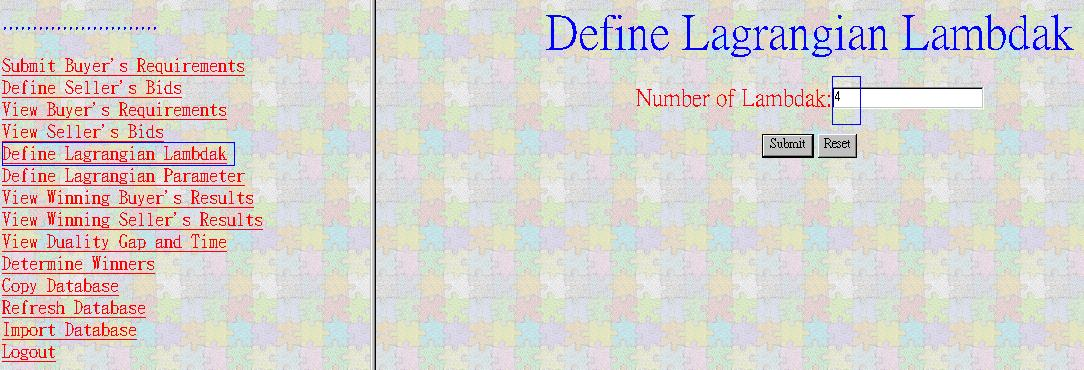 Submit Buyer's Requirements
Define Seller's Bids
View Buyer's Requirements
View Seller's Bids
Define Lagrangian Lambdak
Define Lagrangian Parameter
View Winning Buyer's Results
View Winning Seller's Results
View Duality Gap and Time
Determine Winners
Copy Database
Refresh Database
Import Database
Logout
Define Lagrangian Lambdak
Number of Lambdak: 4
Submit Reset